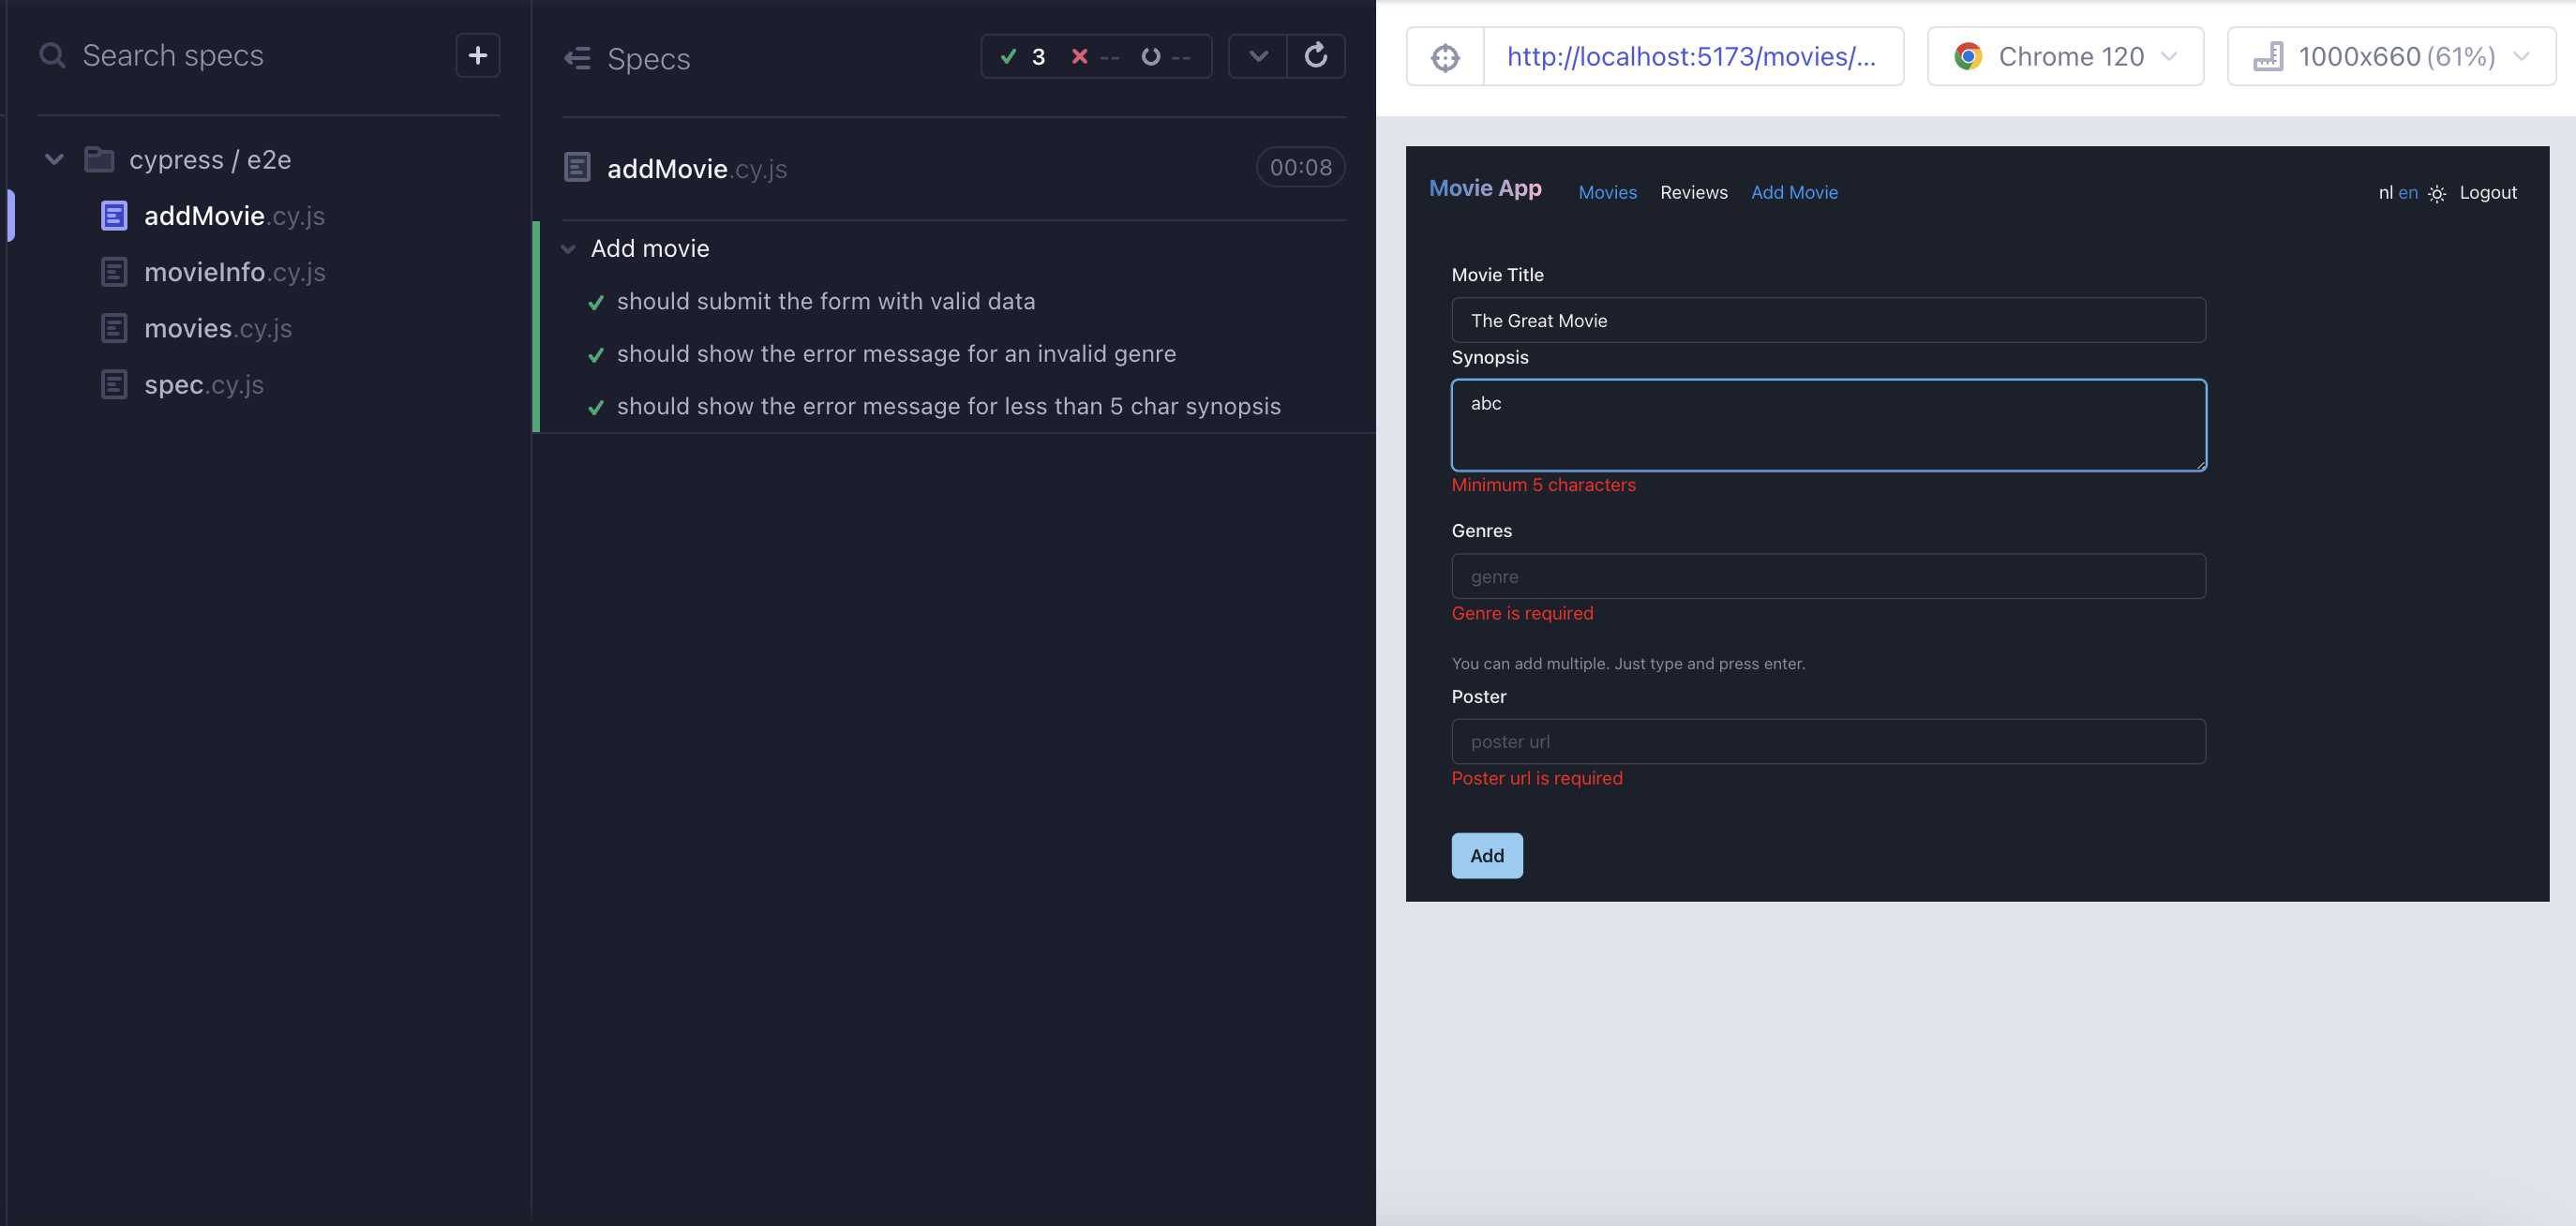 Search specs
cypress / e2e
addMovie.cy.js
movieInfo.cy.js
movies.cy.js
spec.cy.js
Specs
3 -- --
addMovie.cy.js 00:08
Add movie
should submit the form with valid data
should show the error message for an invalid genre
should show the error message for less than 5 char synopsis
http://localhost:5173/movies/... Chrome 120 1000x660 (61%)
Movie App Movies Reviews Add Movie nl en Logout
Movie Title
The Great Movie
Synopsis
abc
Minimum 5 characters
Genres
genre
Genre is required
You can add multiple. Just type and press enter.
Poster
poster url
Poster url is required
Add